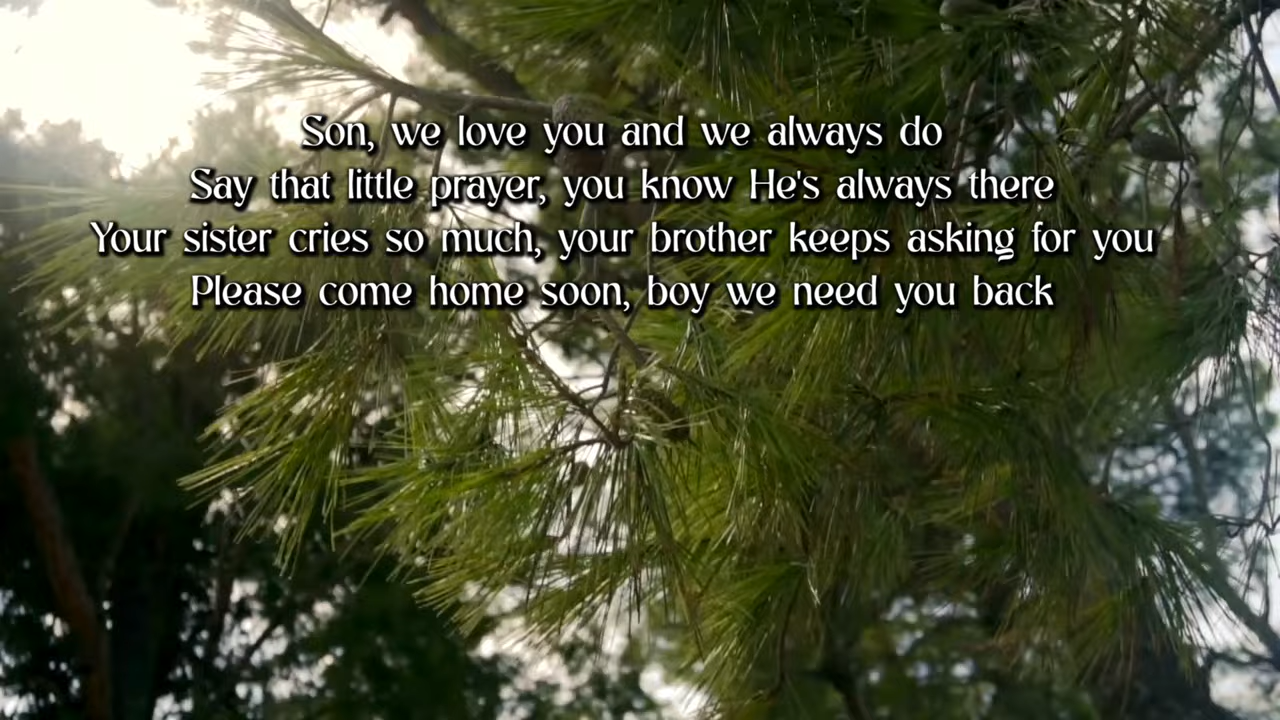 Son, we love you and we always do
Say that little prayer, you know He's always there
Your sister cries so much, your brother keeps asking for you
Please come home soon, boy we need you back